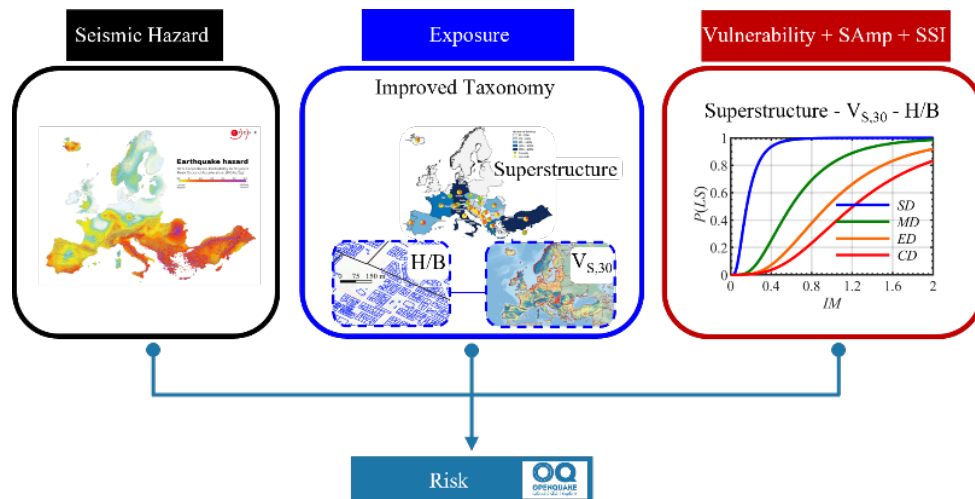 Seismic Hazard
Exposure
Vulnerability + SAmp + SSI
Earthquake hazard
Improved Taxonomy
Superstructure
H/B
75 150 m
VS,30
Superstructure - VS,30 - H/B
P(LS)
1
0.8
0.6
0.4
0.2
0
SD
MD
ED
CD
0 0.4 0.8 1.2 1.6 2
IM
Risk
OPENQUAKE